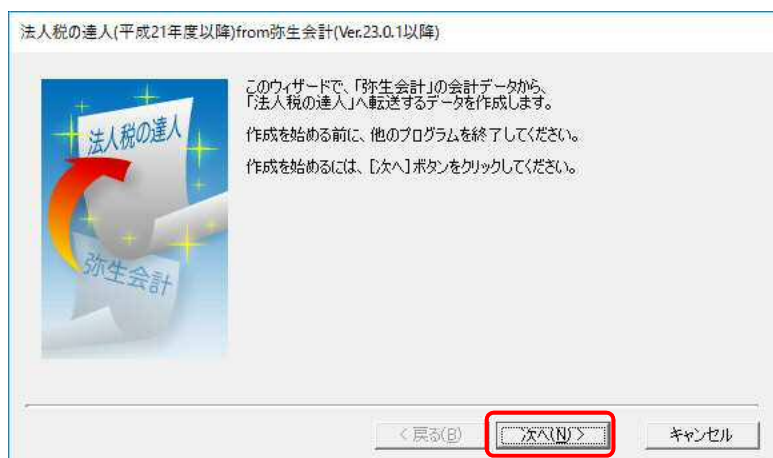 法人税の達人(平成21年度以降)from弥生会計(Ver.23.0.1以降)
このウィザードで、「弥生会計」の会計データから、
「法人税の達人」へ転送するデータを作成します。
作成を始める前に、他のプログラムを終了してください。
作成を始めるには、[次へ]ボタンをクリックしてください。
法人税の達人
弥生会計
< 戻る(B)
次へ(N) >
キャンセル